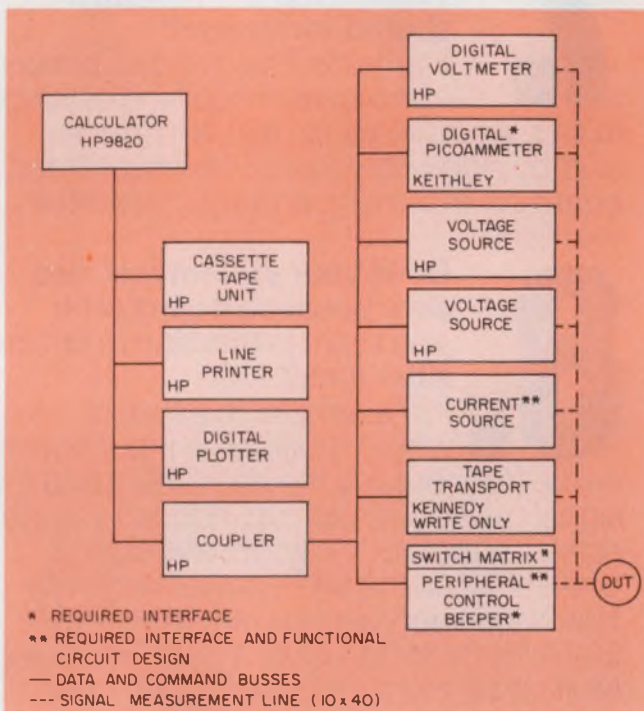 CALCULATOR
HP9820
CASSETTE
TAPE
UNIT
HP
LINE
PRINTER
HP
DIGITAL
PLOTTER
HP
COUPLER
HP
DIGITAL
VOLTMETER
HP
DIGITAL*
PICOAMMETER
KEITHLEY
VOLTAGE
SOURCE
HP
VOLTAGE
SOURCE
HP
CURRENT**
SOURCE
TAPE
TRANSPORT
KENNEDY
WRITE ONLY
SWITCH MATRIX*
PERIPHERAL**
CONTROL
BEEPER*
DUT
* REQUIRED INTERFACE
** REQUIRED INTERFACE AND FUNCTIONAL
CIRCUIT DESIGN
— DATA AND COMMAND BUSSES
--- SIGNAL MEASUREMENT LINE (10 x 40)